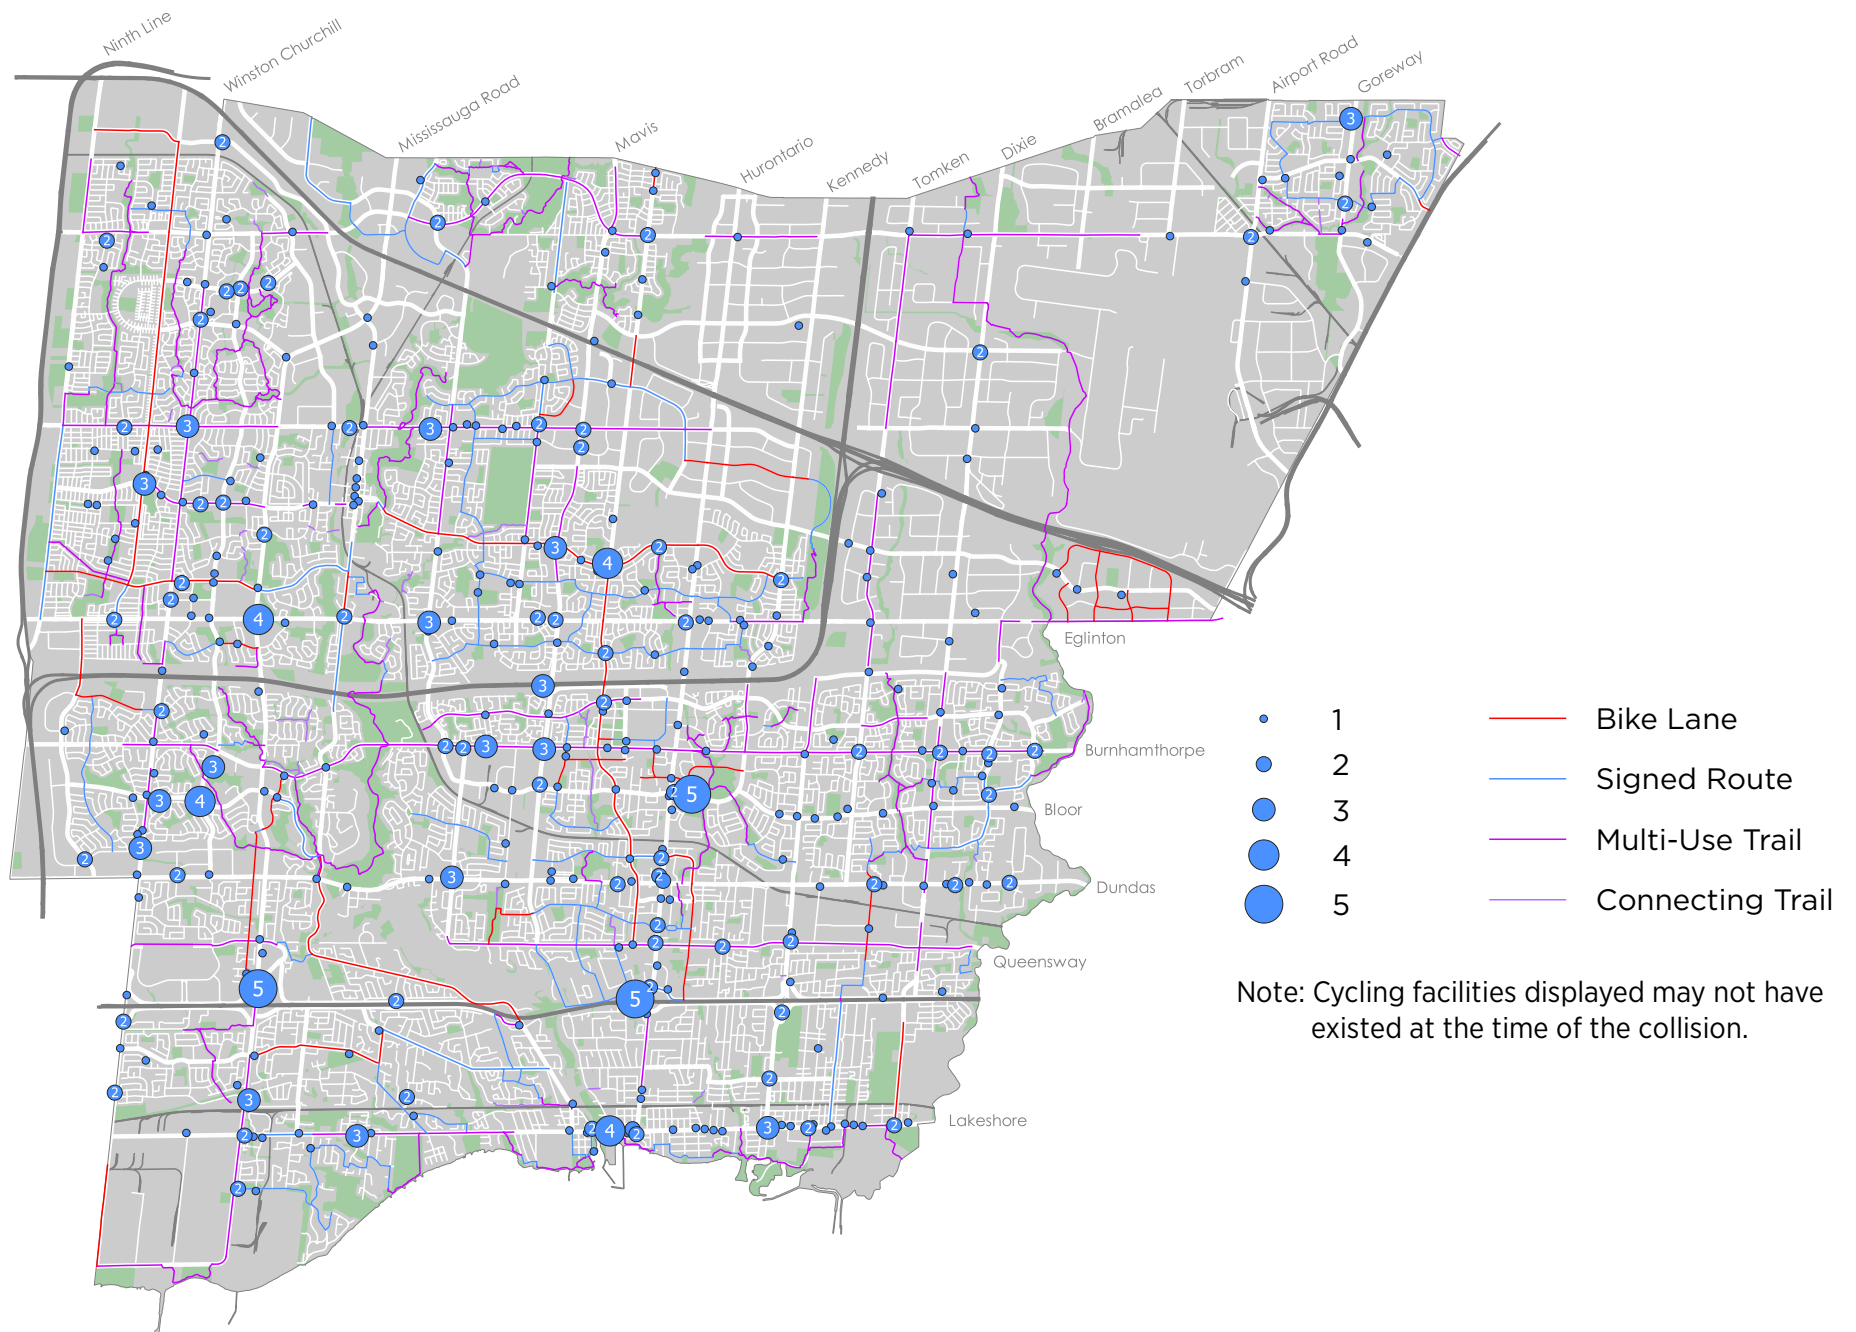 Ninth Line
Winston Churchill
Mississauga Road
Mavis
Hurontario
Kennedy
Tomken
Dixie
Bramalea
Torbram
Airport Road
Goreway
Eglinton
Burnhamthorpe
Bloor
Dundas
Queensway
Lakeshore
1
2
3
4
5
Bike Lane
Signed Route
Multi-Use Trail
Connecting Trail
Note: Cycling facilities displayed may not have
existed at the time of the collision.